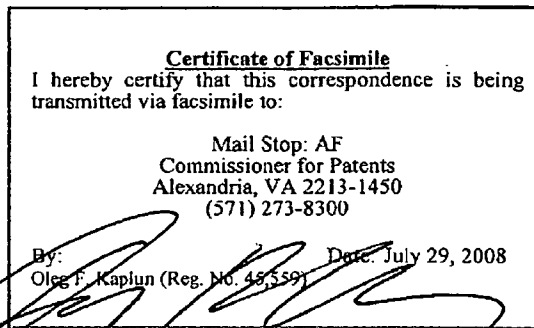 Certificate of Facsimile
I hereby certify that this correspondence is being
transmitted via facsimile to:
Mail Stop: AF
Commissioner for Patents
Alexandria, VA 2213-1450
(571) 273-8300
By: Date: July 29, 2008
Oleg F. Kaplun (Reg. No. 45,559)